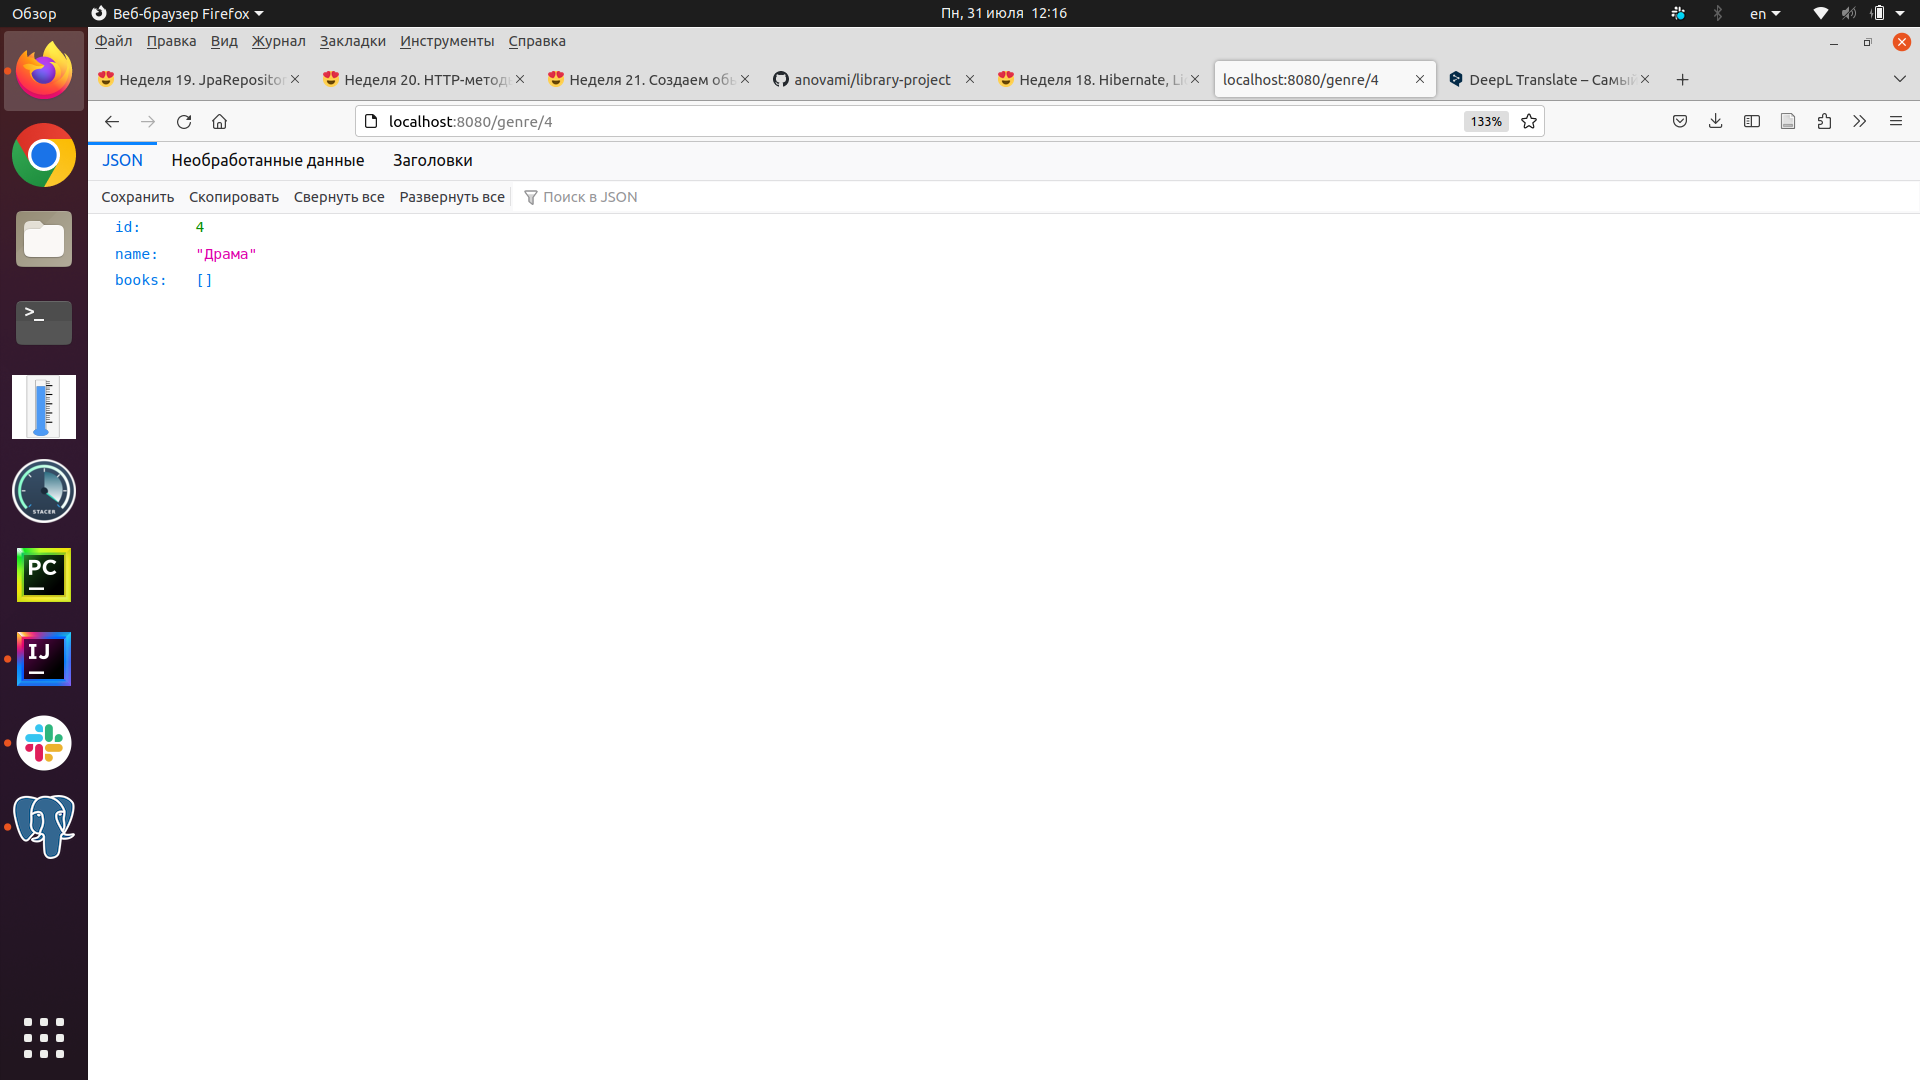 Обзор Веб-браузер Firefox Пн, 31 июля 12:16 en
Файл Правка Вид Журнал Закладки Инструменты Справка
Неделя 19. JpaRepositor Неделя 20. HTTP-метод Неделя 21. Создаем обь anovami/library-project Неделя 18. Hibernate, Li localhost:8080/genre/4 DeepL Translate – Самый
localhost:8080/genre/4 133%
JSON Необработанные данные Заголовки
Сохранить Скопировать Свернуть все Развернуть все Поиск в JSON
id: 4
name: "Драма"
books: []
>_
STACER
PC
IJ